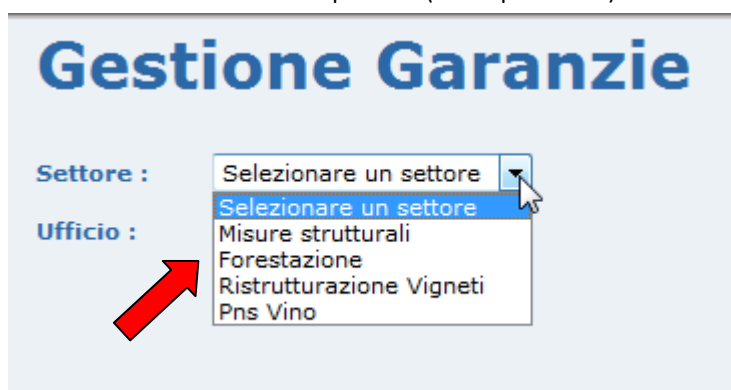 Gestione Garanzie
Settore : Selezionare un settore
Selezionare un settore
Ufficio : Misure strutturali
Forestazione
Ristrutturazione Vigneti
Pns Vino